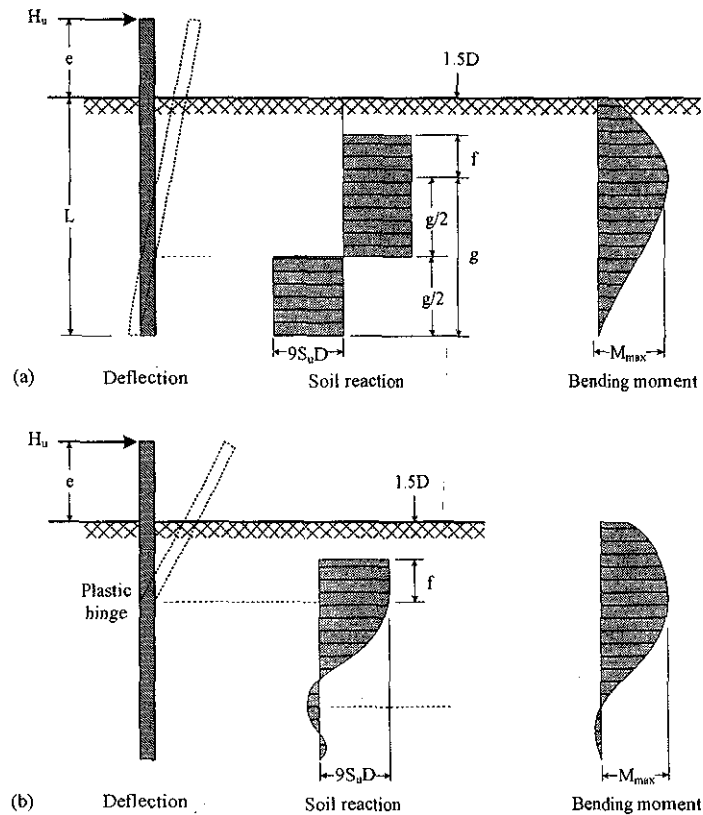 Hu
e
1.5D
f
L
g/2
g
g/2
9SuD
Mmax
(a)
Deflection
Soil reaction
Bending moment
Hu
e
1.5D
Plastic
hinge
f
9SuD
Mmax
(b)
Deflection
Soil reaction
Bending moment